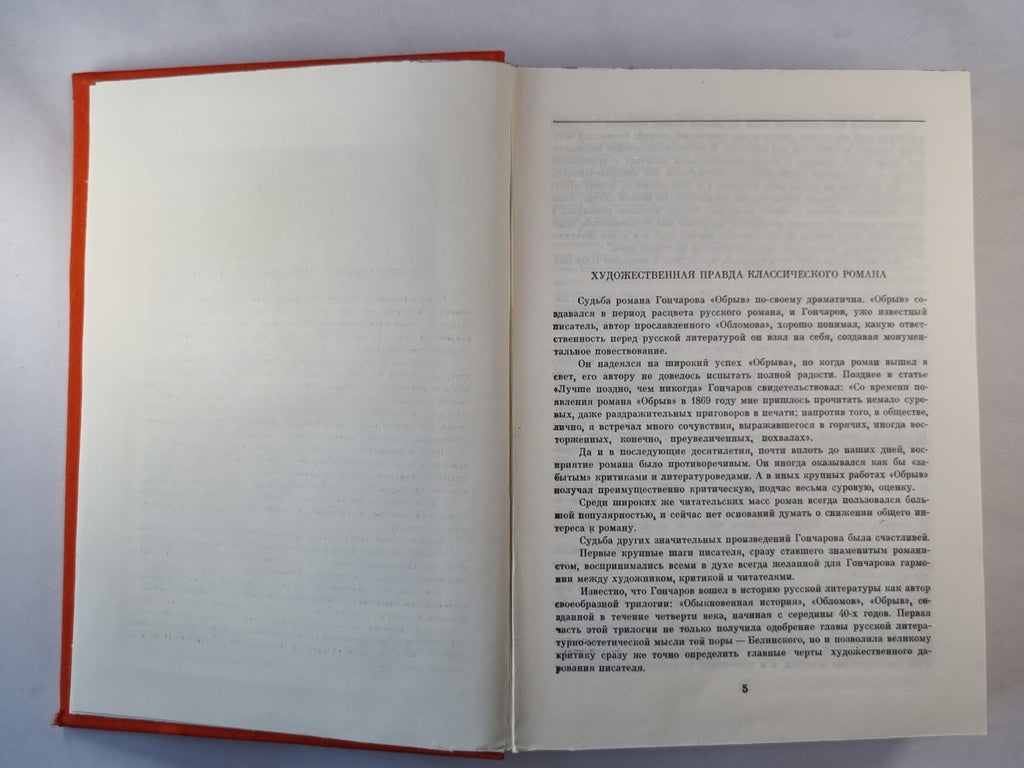 ХУДОЖЕСТВЕННАЯ ПРАВДА КЛАССИЧЕСКОГО РОМАНА
Судьба романа Гончарова «Обрыв» по-своему драматична. «Обрыв» со-
здавался в период расцвета русского романа, и Гончаров, уже известный
писатель, автор прославленного «Обломова», хорошо понимал, какую ответ-
ственность перед русской литературой он взял на себя, создавая монумен-
тальное повествование.
Он надеялся на широкий успех «Обрыва», но когда роман вышел в
свет, его автору не довелось испытать полной радости. Позднее в статье
«Лучше поздно, чем никогда» Гончаров свидетельствовал: «Со времени по-
явления романа «Обрыв» в 1869 году мне пришлось прочитать немало суро-
вых, даже раздражительных приговоров в печати; напротив того, в обществе,
лично, я встречал много сочувствия, выражавшегося в горячих, иногда вос-
торженных, конечно, преувеличенных, похвалах».
Да и в последующие десятилетия, почти вплоть до наших дней, вос-
приятие романа было противоречивым. Он иногда оказывался как бы «за-
бытым» критиками и литературоведами. А в иных крупных работах «Обрыв»
получал преимущественно критическую, подчас весьма суровую, оценку.
Среди широких же читательских масс роман всегда пользовался боль-
шой популярностью, и сейчас нет оснований думать о снижении общего ин-
тереса к роману.
Судьба других значительных произведений Гончарова была счастливей.
Первые крупные шаги писателя, сразу ставшего знаменитым романи-
стом, воспринимались всеми в духе всегда желанной для Гончарова гармо-
нии между художником, критикой и читателями.
Известно, что Гончаров вошел в историю русской литературы как автор
своеобразной трилогии: «Обыкновенная история», «Обломов», «Обрыв», со-
зданной в течение четверти века, начиная с середины 40-х годов. Первая
часть этой трилогии не только получила одобрение главы русской литера-
турно-эстетической мысли той поры — Белинского, но и позволила великому
критику сразу же точно определить главные черты художественного да-
рования писателя.
5